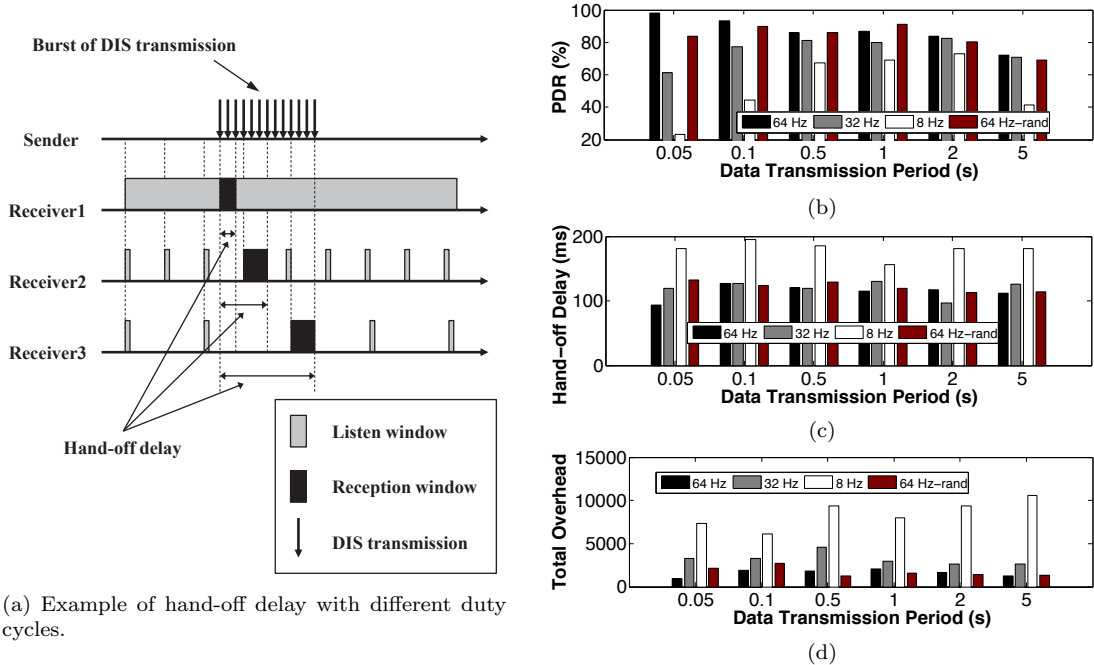 Burst of DIS transmission
Sender
Receiver1
Receiver2
Receiver3
Hand-off delay
Listen window
Reception window
DIS transmission
(a) Example of hand-off delay with different duty
cycles.
PDR (%)
100
80
60
40
20
64 Hz 32 Hz 8 Hz 64 Hz-rand
0.05 0.1 0.5 1 2 5
Data Transmission Period (s)
(b)
Hand-off Delay (ms)
200
100
0
64 Hz 32 Hz 8 Hz 64 Hz-rand
0.05 0.1 0.5 1 2 5
Data Transmission Period (s)
(c)
Total Overhead
15000
10000
5000
0
64 Hz 32 Hz 8 Hz 64 Hz-rand
0.05 0.1 0.5 1 2 5
Data Transmission Period (s)
(d)